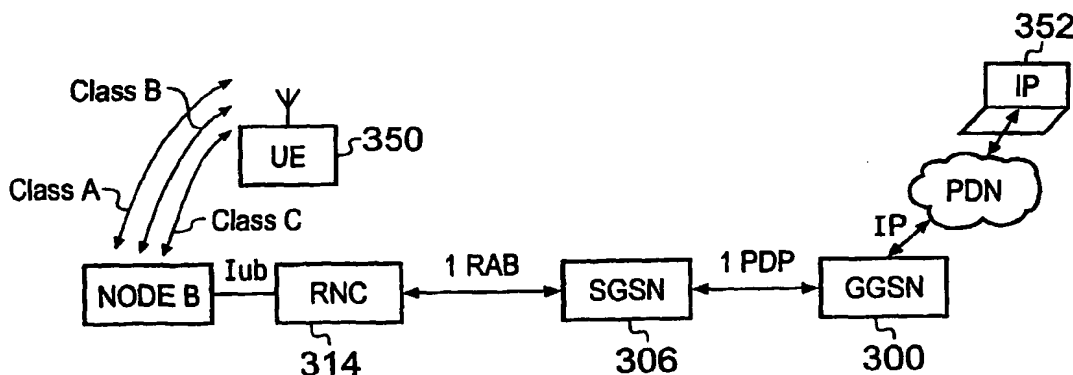 352
IP
Class B
UE
350
PDN
Class A
Class C
IP
NODE B
Iub
RNC
1 RAB
SGSN
1 PDP
GGSN
314
306
300